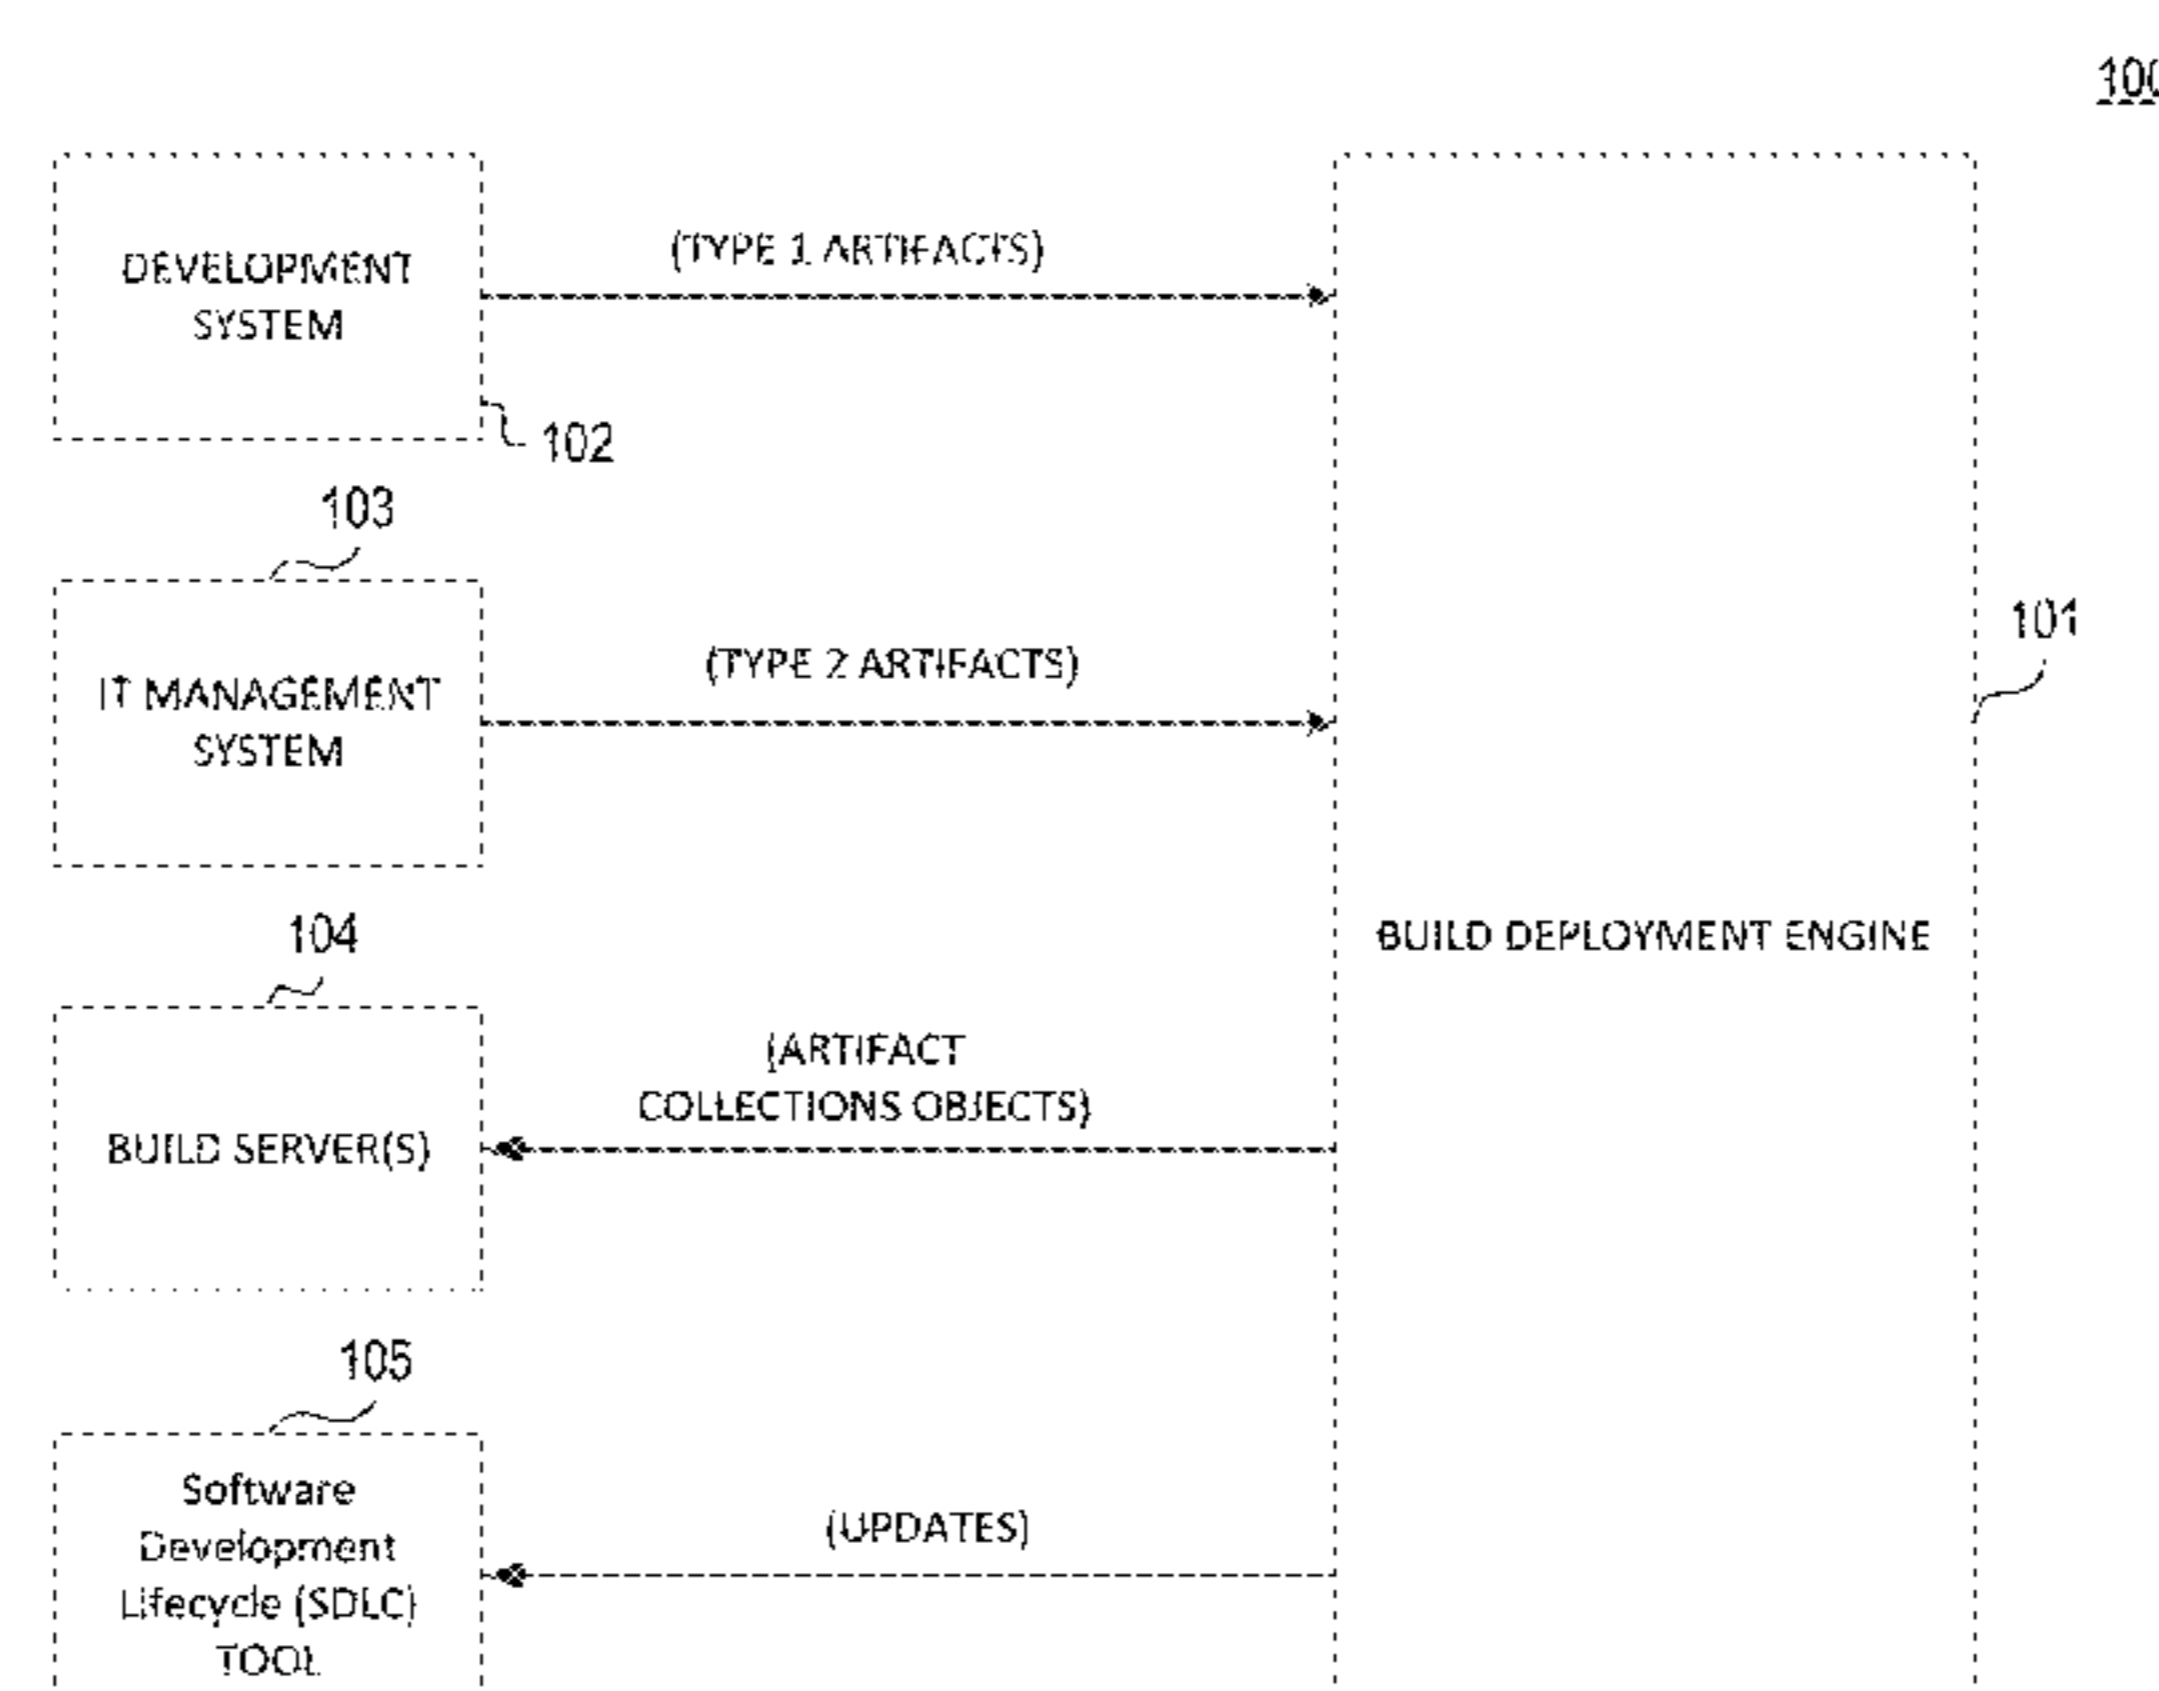 100
DEVELOPMENT
SYSTEM
(TYPE 1 ARTIFACTS)
102
103
IT MANAGEMENT
SYSTEM
(TYPE 2 ARTIFACTS)
101
104
BUILD DEPLOYMENT ENGINE
(ARTIFACT
COLLECTIONS OBJECTS)
BUILD SERVER(S)
105
Software
Development
Lifecycle (SDLC)
TOOL
(UPDATES)